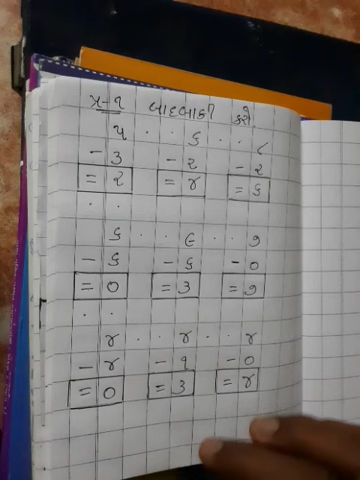 પ્ર-૧ બાદબાકી કરો
૫ . . ૬ . . ૮
- ૩ - ૨ - ૨
= ૨ = ૪ = ૬
. .
૬ . . ૯ . . ૭
- ૬ - ૬ - ૦
= ૦ = ૩ = ૭
. .
૪ . . ૪ . . ૪
- ૪ - ૧ - ૦
= ૦ = ૩ = ૪